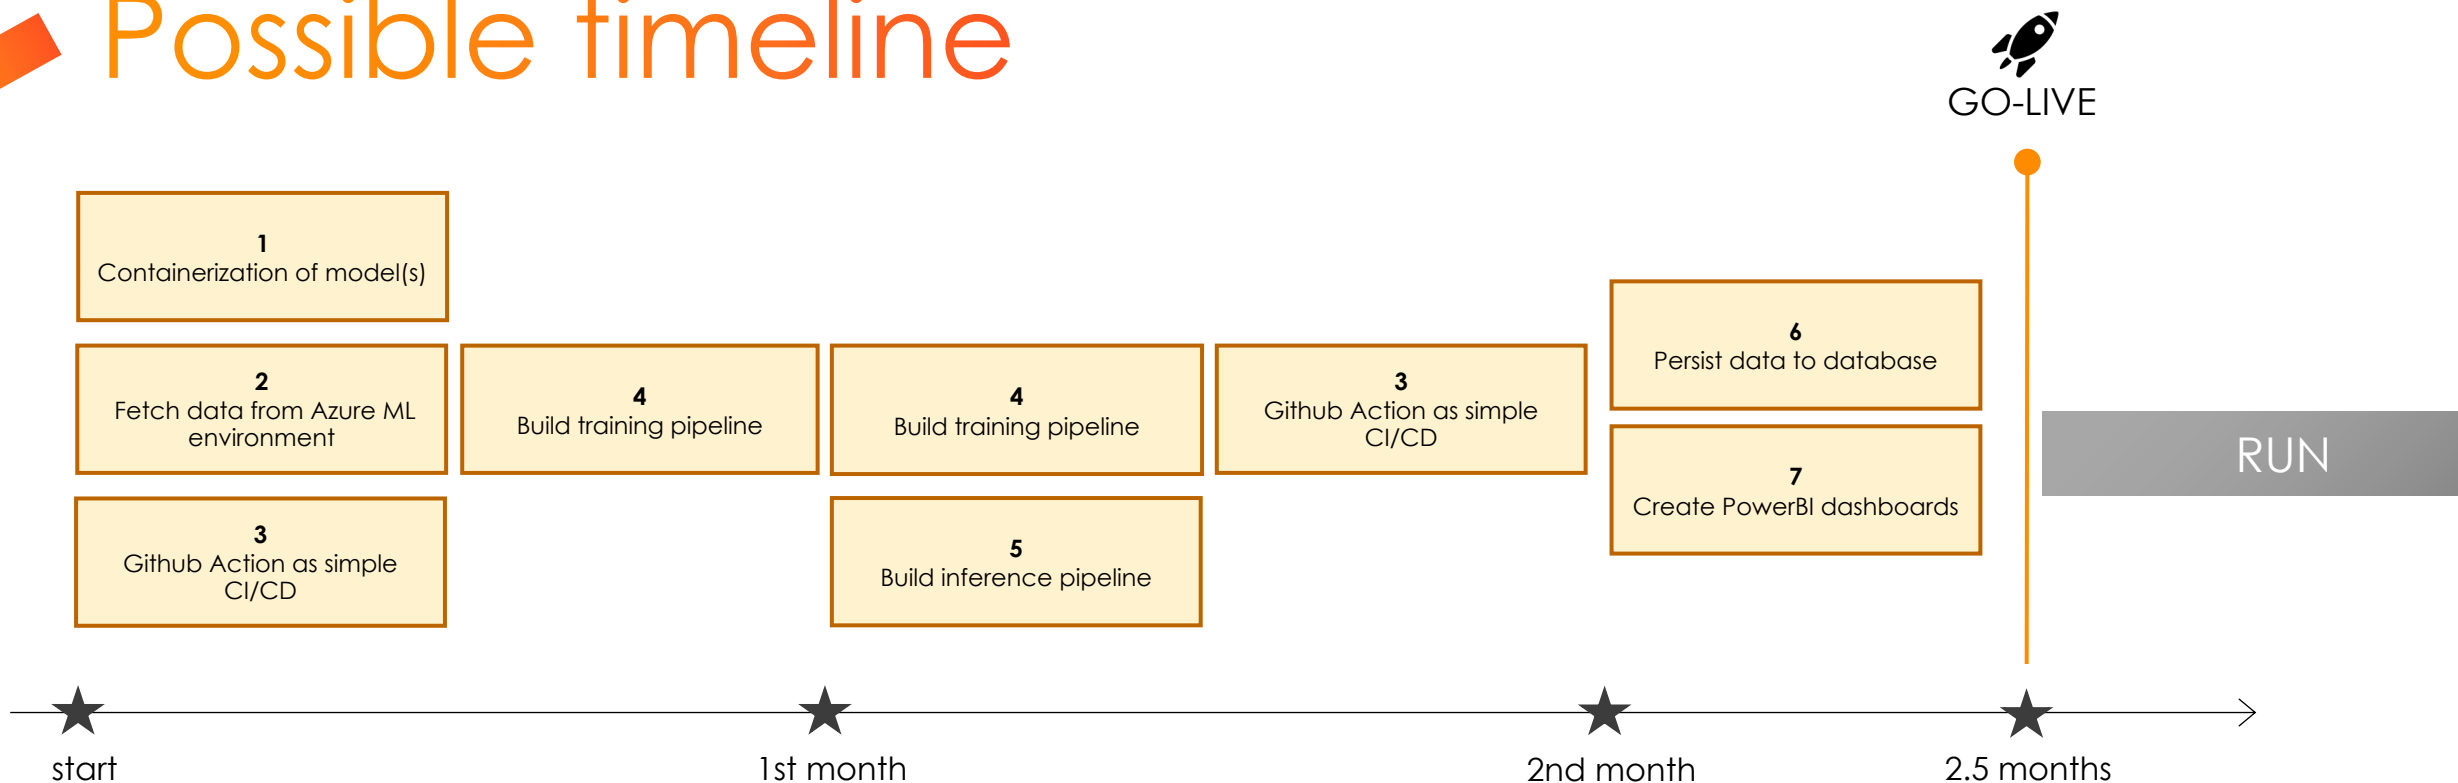 Possible timeline
GO-LIVE
1
Containerization of model(s)
2
Fetch data from Azure ML
environment
3
Github Action as simple
CI/CD
4
Build training pipeline
4
Build training pipeline
5
Build inference pipeline
3
Github Action as simple
CI/CD
6
Persist data to database
7
Create PowerBI dashboards
RUN
start
1st month
2nd month
2.5 months